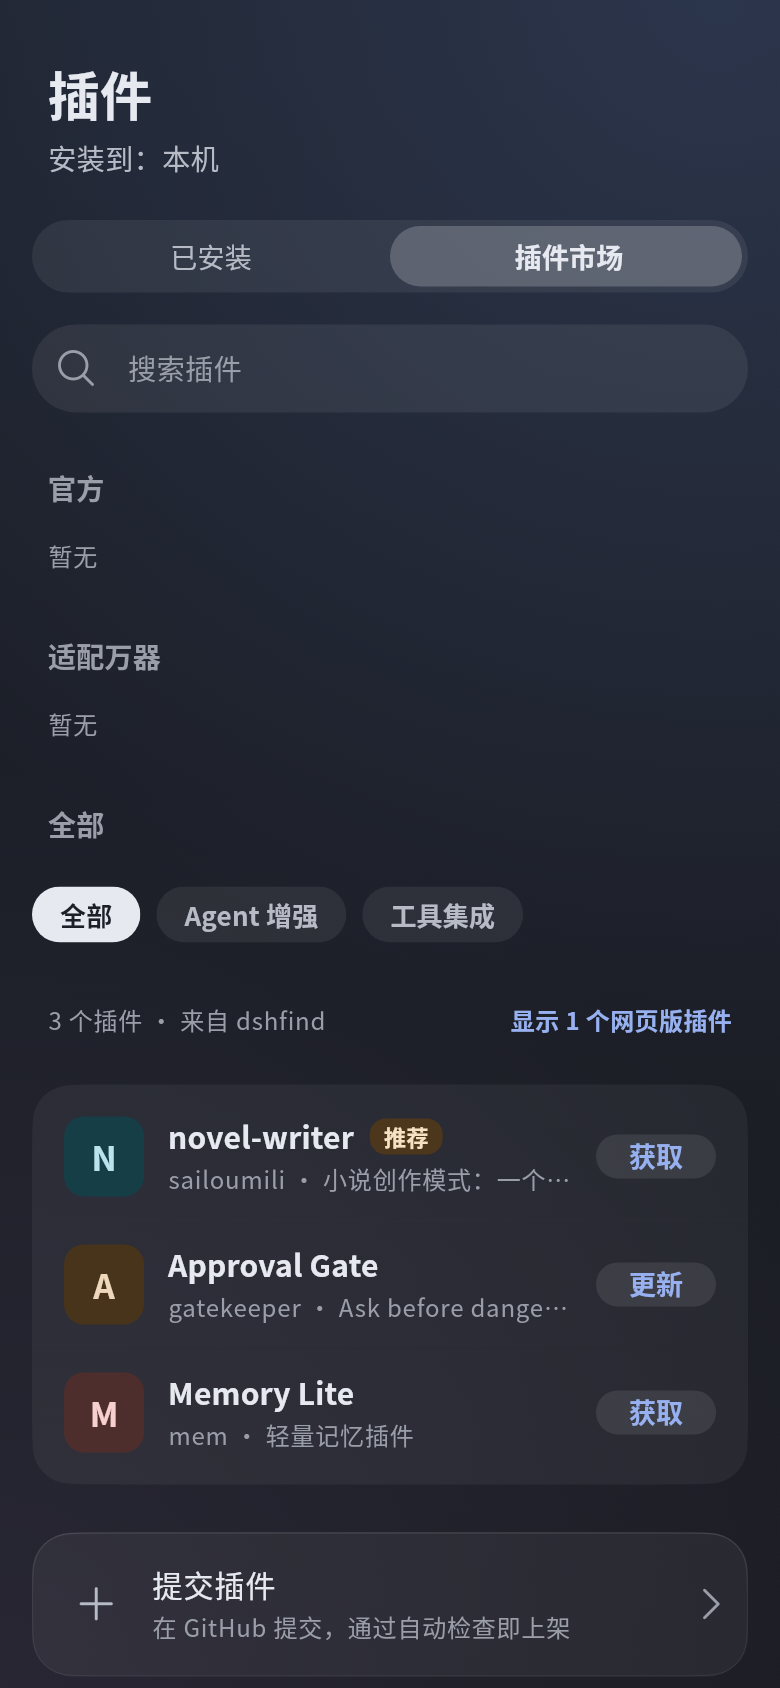 插件
安装到：本机
已安装
插件市场
搜索插件
官方
暂无
适配万器
暂无
全部
全部
Agent 增强
工具集成
3 个插件 · 来自 dshfind
显示 1 个网页版插件
N
novel-writer 推荐
sailoumili · 小说创作模式：一个…
获取
A
Approval Gate
gatekeeper · Ask before dange…
更新
M
Memory Lite
mem · 轻量记忆插件
获取
提交插件
在 GitHub 提交，通过自动检查即上架